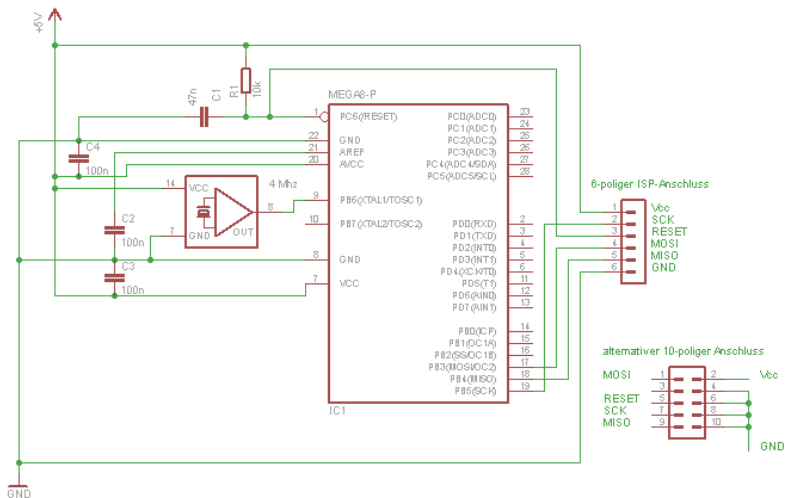 +5V
MEGA8-P
47n
C1
R1
10k
1 PC6(/RESET)
22 GND
21 AREF
20 AVCC
9 PB6(XTAL1/TOSC1)
10 PB7(XTAL2/TOSC2)
8 GND
7 VCC
PC0(ADC0) 23
PC1(ADC1) 24
PC2(ADC2) 25
PC3(ADC3) 26
PC4(ADC4/SDA) 27
PC5(ADC5/SCL) 28
PD0(RXD) 2
PD1(TXD) 3
PD2(INT0) 4
PD3(INT1) 5
PD4(XCK/T0) 6
PD5(T1) 11
PD6(AIN0) 12
PD7(AIN1) 13
PB0(ICP) 14
PB1(OC1A) 15
PB2(SS/OC1B) 16
PB3(MOSI/OC2) 17
PB4(MISO) 18
PB5(SCK) 19
IC1
C4
100n
14 VCC
4 Mhz
8
OUT
7 GND
C2
100n
C3
100n
6-poliger ISP-Anschluss
1 Vcc
2 SCK
3 RESET
4 MOSI
5 MISO
6 GND
alternativer 10-poliger Anschluss
MOSI 1 2 Vcc
3 4
RESET 5 6
SCK 7 8
MISO 9 10
GND
GND